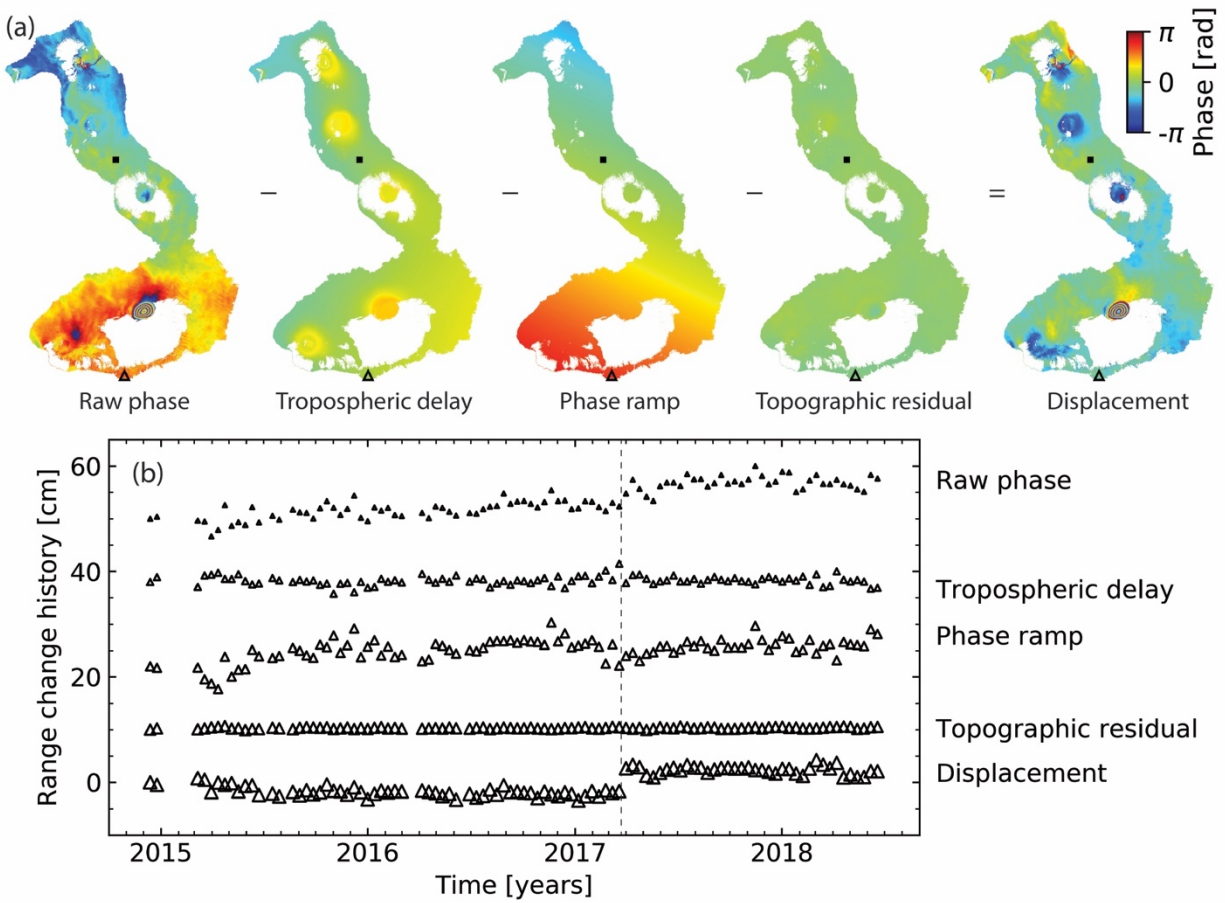 (a)
π
0
-π
Phase [rad]
− − − =
Raw phase
Tropospheric delay
Phase ramp
Topographic residual
Displacement
(b)
60
40
20
0
Range change history [cm]
Raw phase
Tropospheric delay
Phase ramp
Topographic residual
Displacement
2015 2016 2017 2018
Time [years]